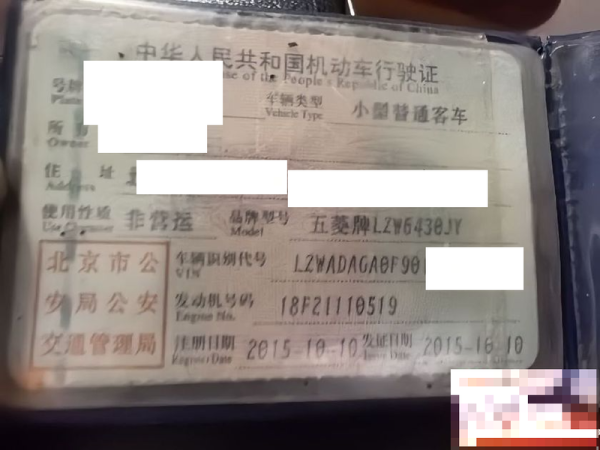 中华人民共和国机动车行驶证
se of the People's Republic of China
号牌
Plate
车辆类型 小型普通客车
Vehicle Type
所
Owner
住 址
Address
使用性质 非营运 品牌型号 五菱牌LZW6430JY
Use Character Model
北京市公
安局公安
交通管理局
车辆识别代号 LZWADAGA0F90
VIN
发动机号码 18F21110519
Engine No.
注册日期 2015-10-10 发证日期 2015-10-10
Register Date Issue Date